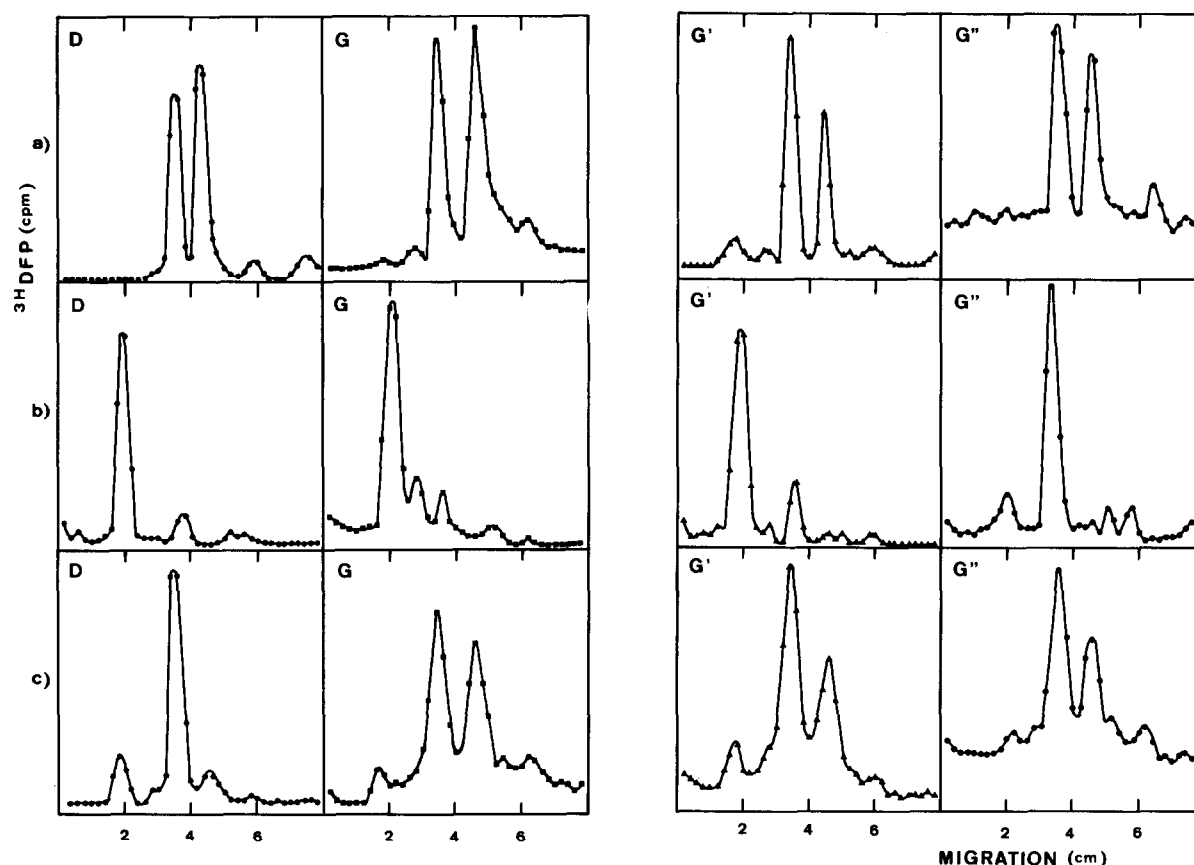 D G G' G"
a)
³H DFP (cpm)
D G G' G"
b)
D G G' G"
c)
2 4 6 2 4 6 2 4 6 2 4 6
MIGRATION (cm)